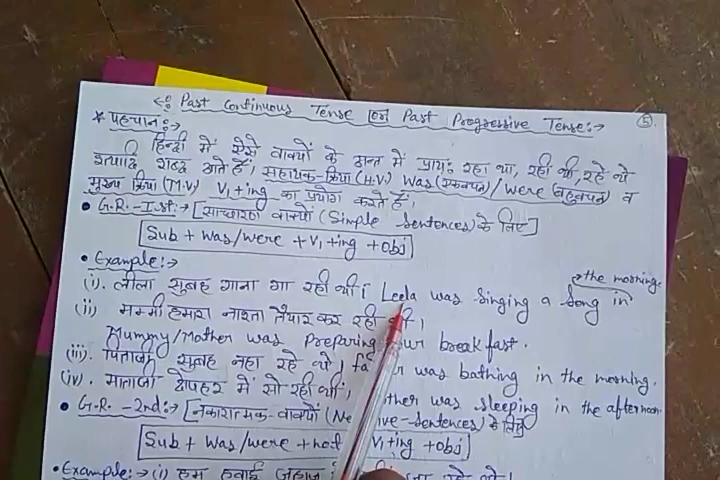 Past Continuous Tense or Past Progressive Tense:→ (5)
* पहचान:→
हिन्दी में ऐसे वाक्यों के अन्त में प्रायः रहा था, रही थी, रहे थे
इत्यादि शब्द आते हैं। सहायक-क्रिया (H.V.) was (एकवचन)/were (बहुवचन) व
मुख्य क्रिया (M.V.) V₁+ing का प्रयोग करते हैं।
• G.R.-Ist:→ [साधारण वाक्यों (Simple sentences) के लिए]
Sub + was/were + V₁ + ing + obj
• Example:→
(i). लीला सुबह गाना गा रही थी। Leela was singing a song in the morning.
(ii) मम्मी हमारा नाश्ता तैयार कर रही थी।
Mummy/Mother was preparing our breakfast.
(iii). पिताजी सुबह नहा रहे थे, was bathing in the morning.
(iv). माताजी दोपहर में सो रही थीं, was sleeping in the afternoon.
• G.R.-2nd:→ [नकारात्मक-वाक्यों के लिए
Sub + was/were + not V₁+ing + obj
• Example:→ (i) हम हवाई जहाज